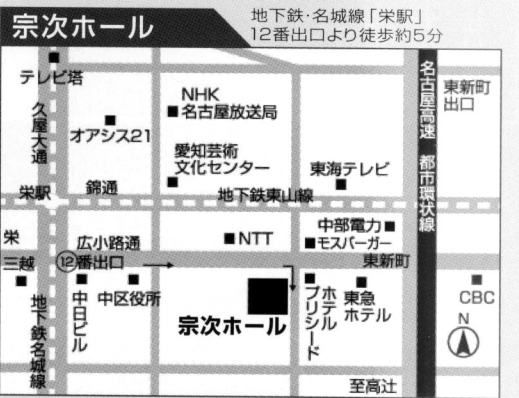 宗次ホール
地下鉄・名城線「栄駅」
12番出口より徒歩約5分
テレビ塔
久屋大通
オアシス21
NHK
名古屋放送局
愛知芸術
文化センター
東海テレビ
名古屋高速 都市環状線
東新町
出口
栄駅
錦通
地下鉄東山線
栄
三越
広小路通
⑫番出口
NTT
中部電力
モスバーガー
東新町
中日ビル
中区役所
宗次ホール
ホテル
プリシード
東急
ホテル
CBC
N
地下鉄名城線
至高辻